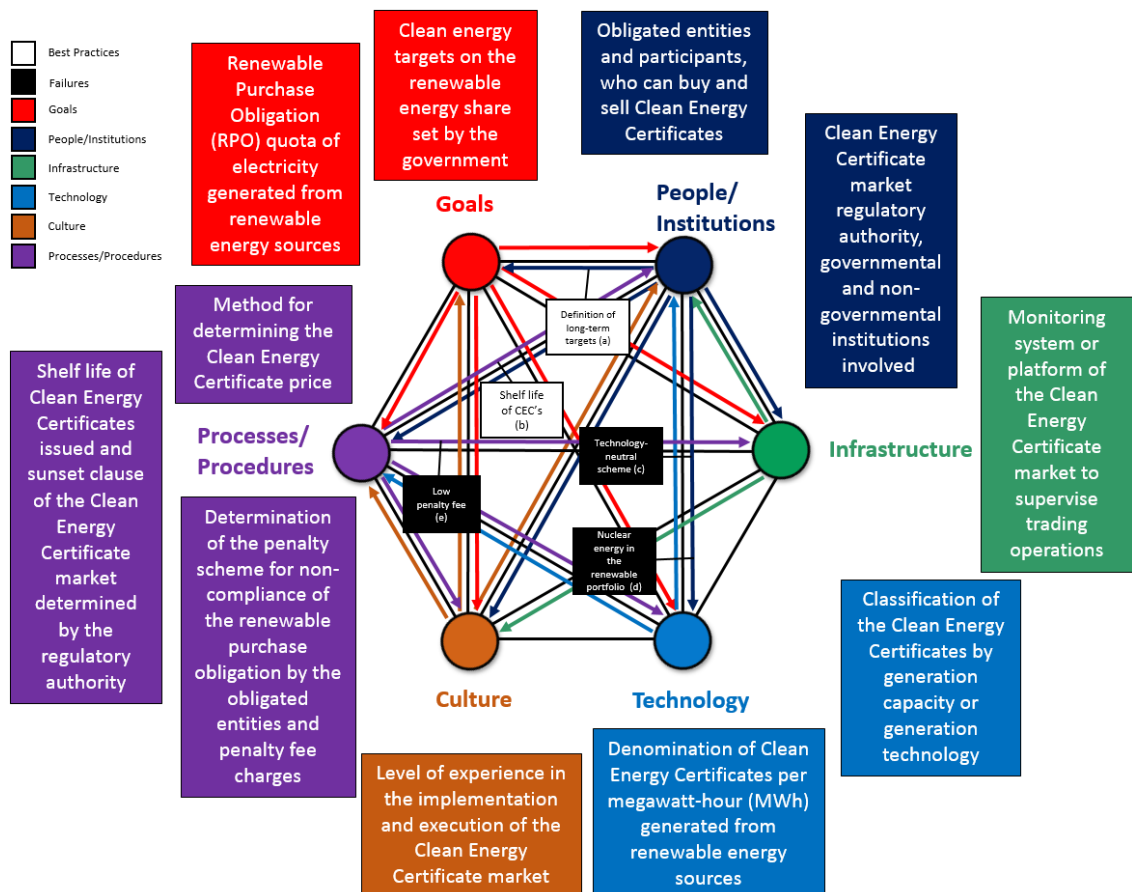 Best Practices
Failures
Goals
People/Institutions
Infrastructure
Technology
Culture
Processes/Procedures
Renewable
Purchase
Obligation
(RPO) quota of
electricity
generated from
renewable
energy sources
Clean energy
targets on the
renewable
energy share
set by the
government
Obligated entities
and participants,
who can buy and
sell Clean Energy
Certificates
Clean Energy
Certificate
market
regulatory
authority,
governmental
and non-
governmental
institutions
involved
Goals
People/
Institutions
Method for
determining the
Clean Energy
Certificate price
Definition of
long-term
targets (a)
Monitoring
system or
platform of the
Clean Energy
Certificate
market to
supervise
trading
operations
Shelf life of
Clean Energy
Certificates
issued and
sunset clause
of the Clean
Energy
Certificate
market
determined
by the
regulatory
authority
Shelf life
of CEC's
(b)
Processes/
Procedures
Technology-
neutral
scheme (c)
Infrastructure
Low
penalty fee
(e)
Nuclear
energy in
the
renewable
portfolio (d)
Determination
of the penalty
scheme for non-
compliance of
the renewable
purchase
obligation by the
obligated
entities and
penalty fee
charges
Classification of
the Clean Energy
Certificates by
generation
capacity or
generation
technology
Culture
Technology
Level of experience in
the implementation
and execution of the
Clean Energy
Certificate market
Denomination of Clean
Energy Certificates per
megawatt-hour (MWh)
generated from
renewable energy
sources